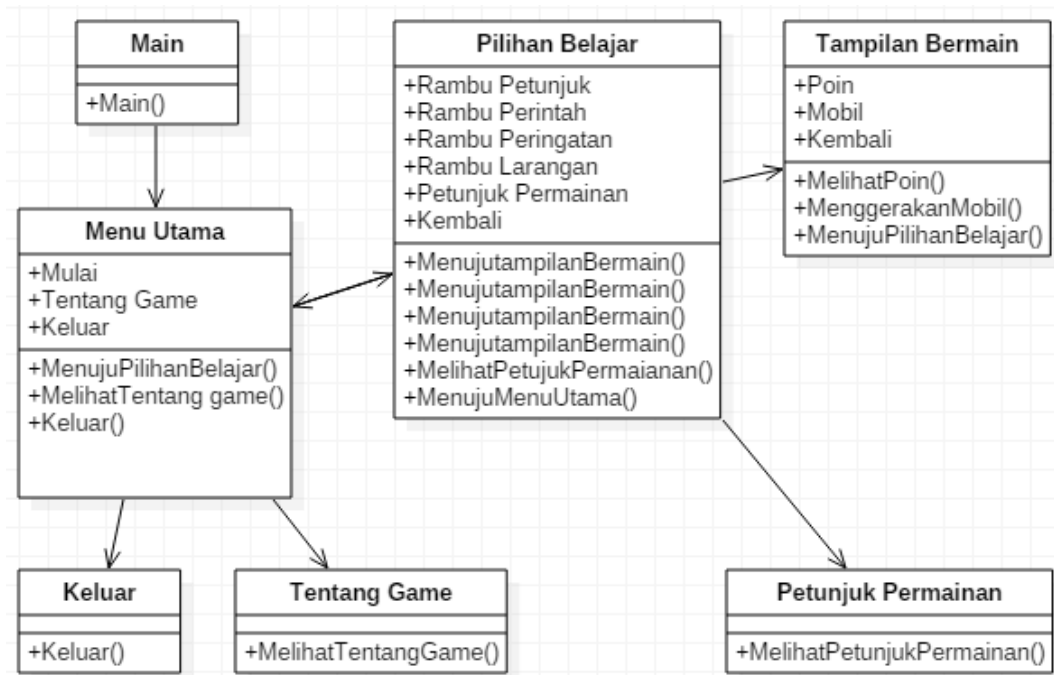 Main
+Main()
Pilihan Belajar
+Rambu Petunjuk
+Rambu Perintah
+Rambu Peringatan
+Rambu Larangan
+Petunjuk Permainan
+Kembali
+MenujutampilanBermain()
+MenujutampilanBermain()
+MenujutampilanBermain()
+MenujutampilanBermain()
+MelihatPetujukPermaianan()
+MenujuMenuUtama()
Tampilan Bermain
+Poin
+Mobil
+Kembali
+MelihatPoin()
+MenggerakanMobil()
+MenujuPilihanBelajar()
Menu Utama
+Mulai
+Tentang Game
+Keluar
+MenujuPilihanBelajar()
+MelihatTentang game()
+Keluar()
Keluar
+Keluar()
Tentang Game
+MelihatTentangGame()
Petunjuk Permainan
+MelihatPetunjukPermainan()